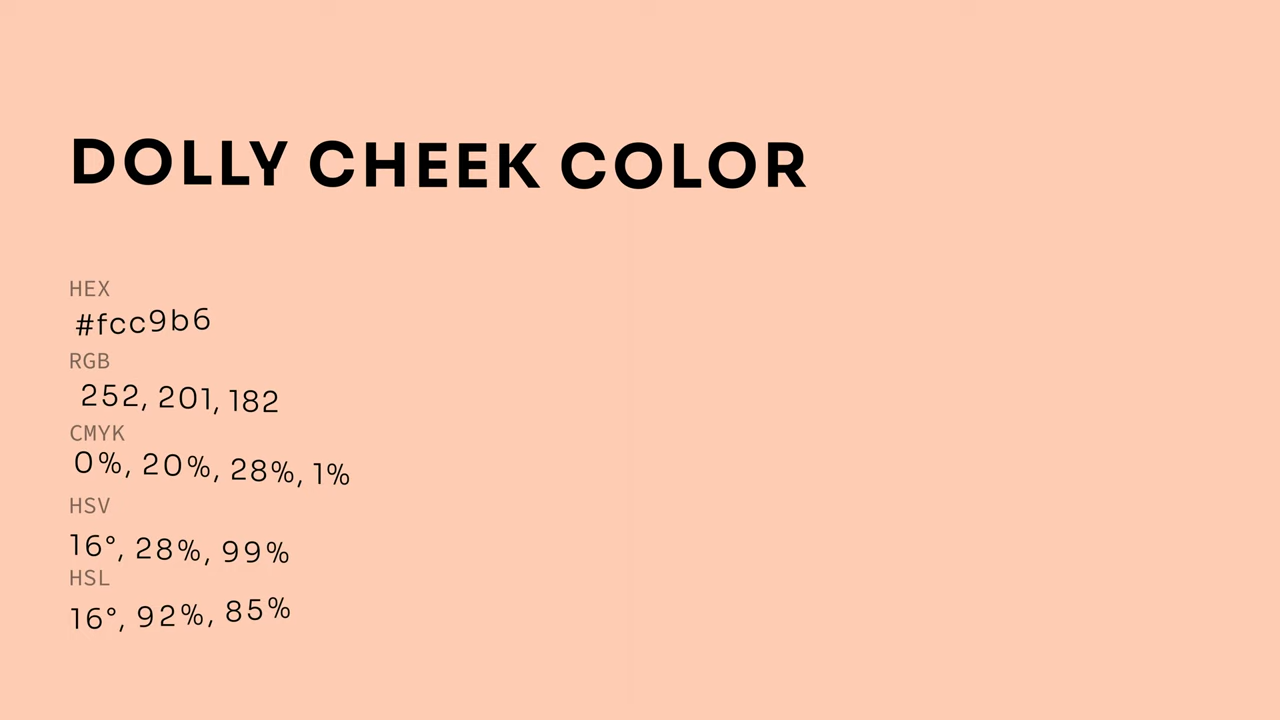 DOLLY CHEEK COLOR
HEX
#fcc9b6
RGB
252, 201, 182
CMYK
0%, 20%, 28%, 1%
HSV
16°, 28%, 99%
HSL
16°, 92%, 85%